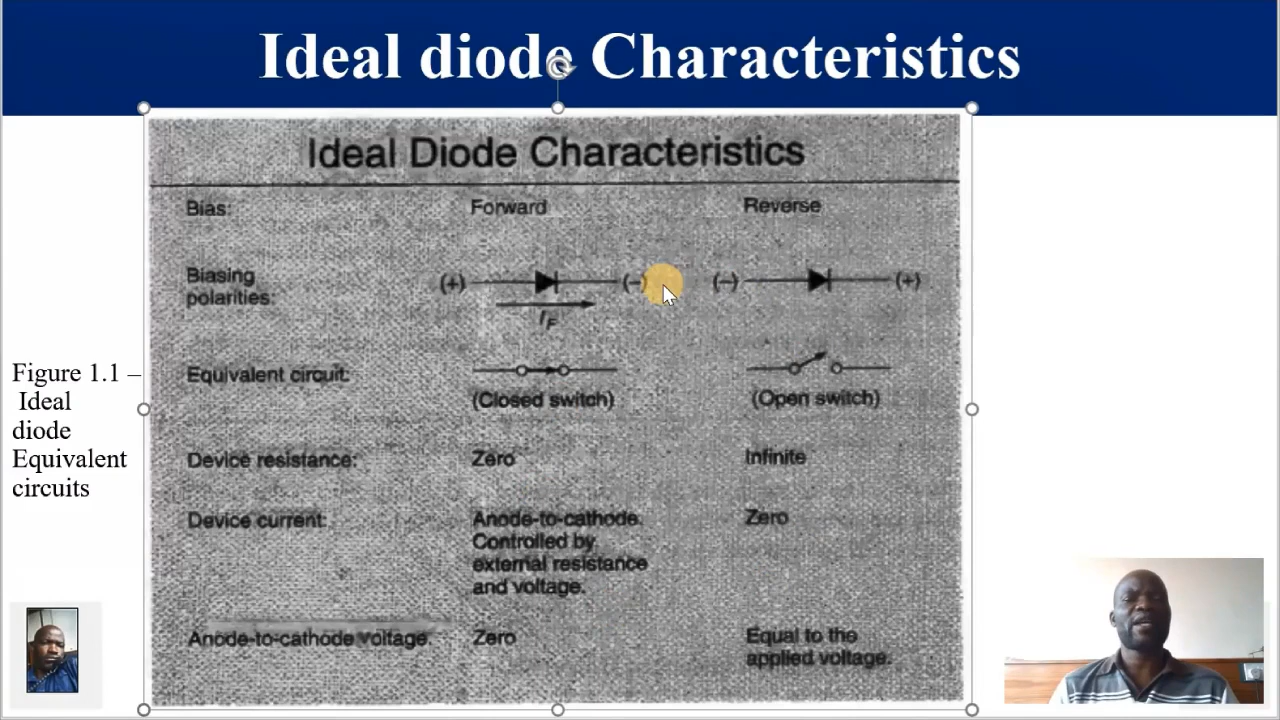 Ideal diode Characteristics
Ideal Diode Characteristics
Bias: Forward Reverse
Biasing polarities: (+) (−) (−) (+)
I_F
Equivalent circuit: (Closed switch) (Open switch)
Device resistance: Zero Infinite
Device current: Anode-to-cathode. Zero
Controlled by
external resistance
and voltage.
Anode-to-cathode voltage. Zero Equal to the
applied voltage.
Figure 1.1 –
Ideal
diode
Equivalent
circuits